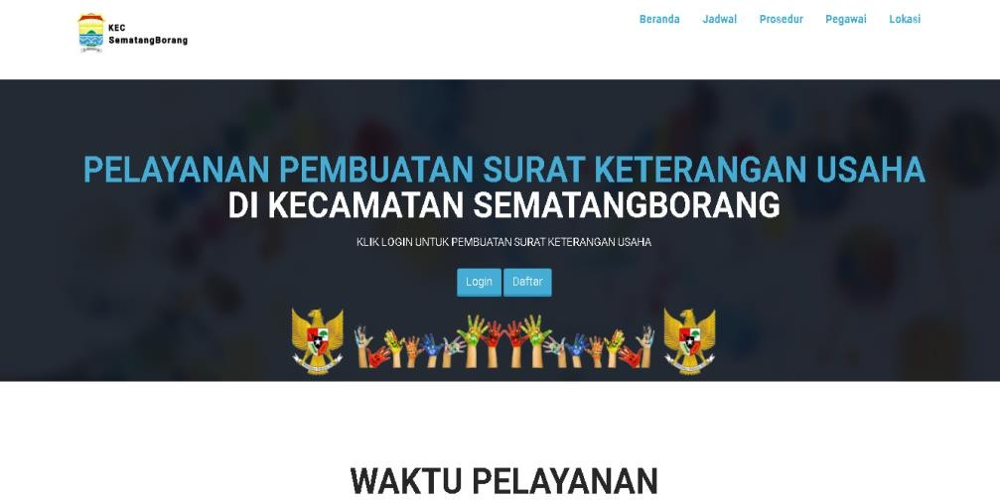 KEC
SematangBorang
Beranda Jadwal Prosedur Pegawai Lokasi
PELAYANAN PEMBUATAN SURAT KETERANGAN USAHA
DI KECAMATAN SEMATANGBORANG
KLIK LOGIN UNTUK PEMBUATAN SURAT KETERANGAN USAHA
Login Daftar
WAKTU PELAYANAN